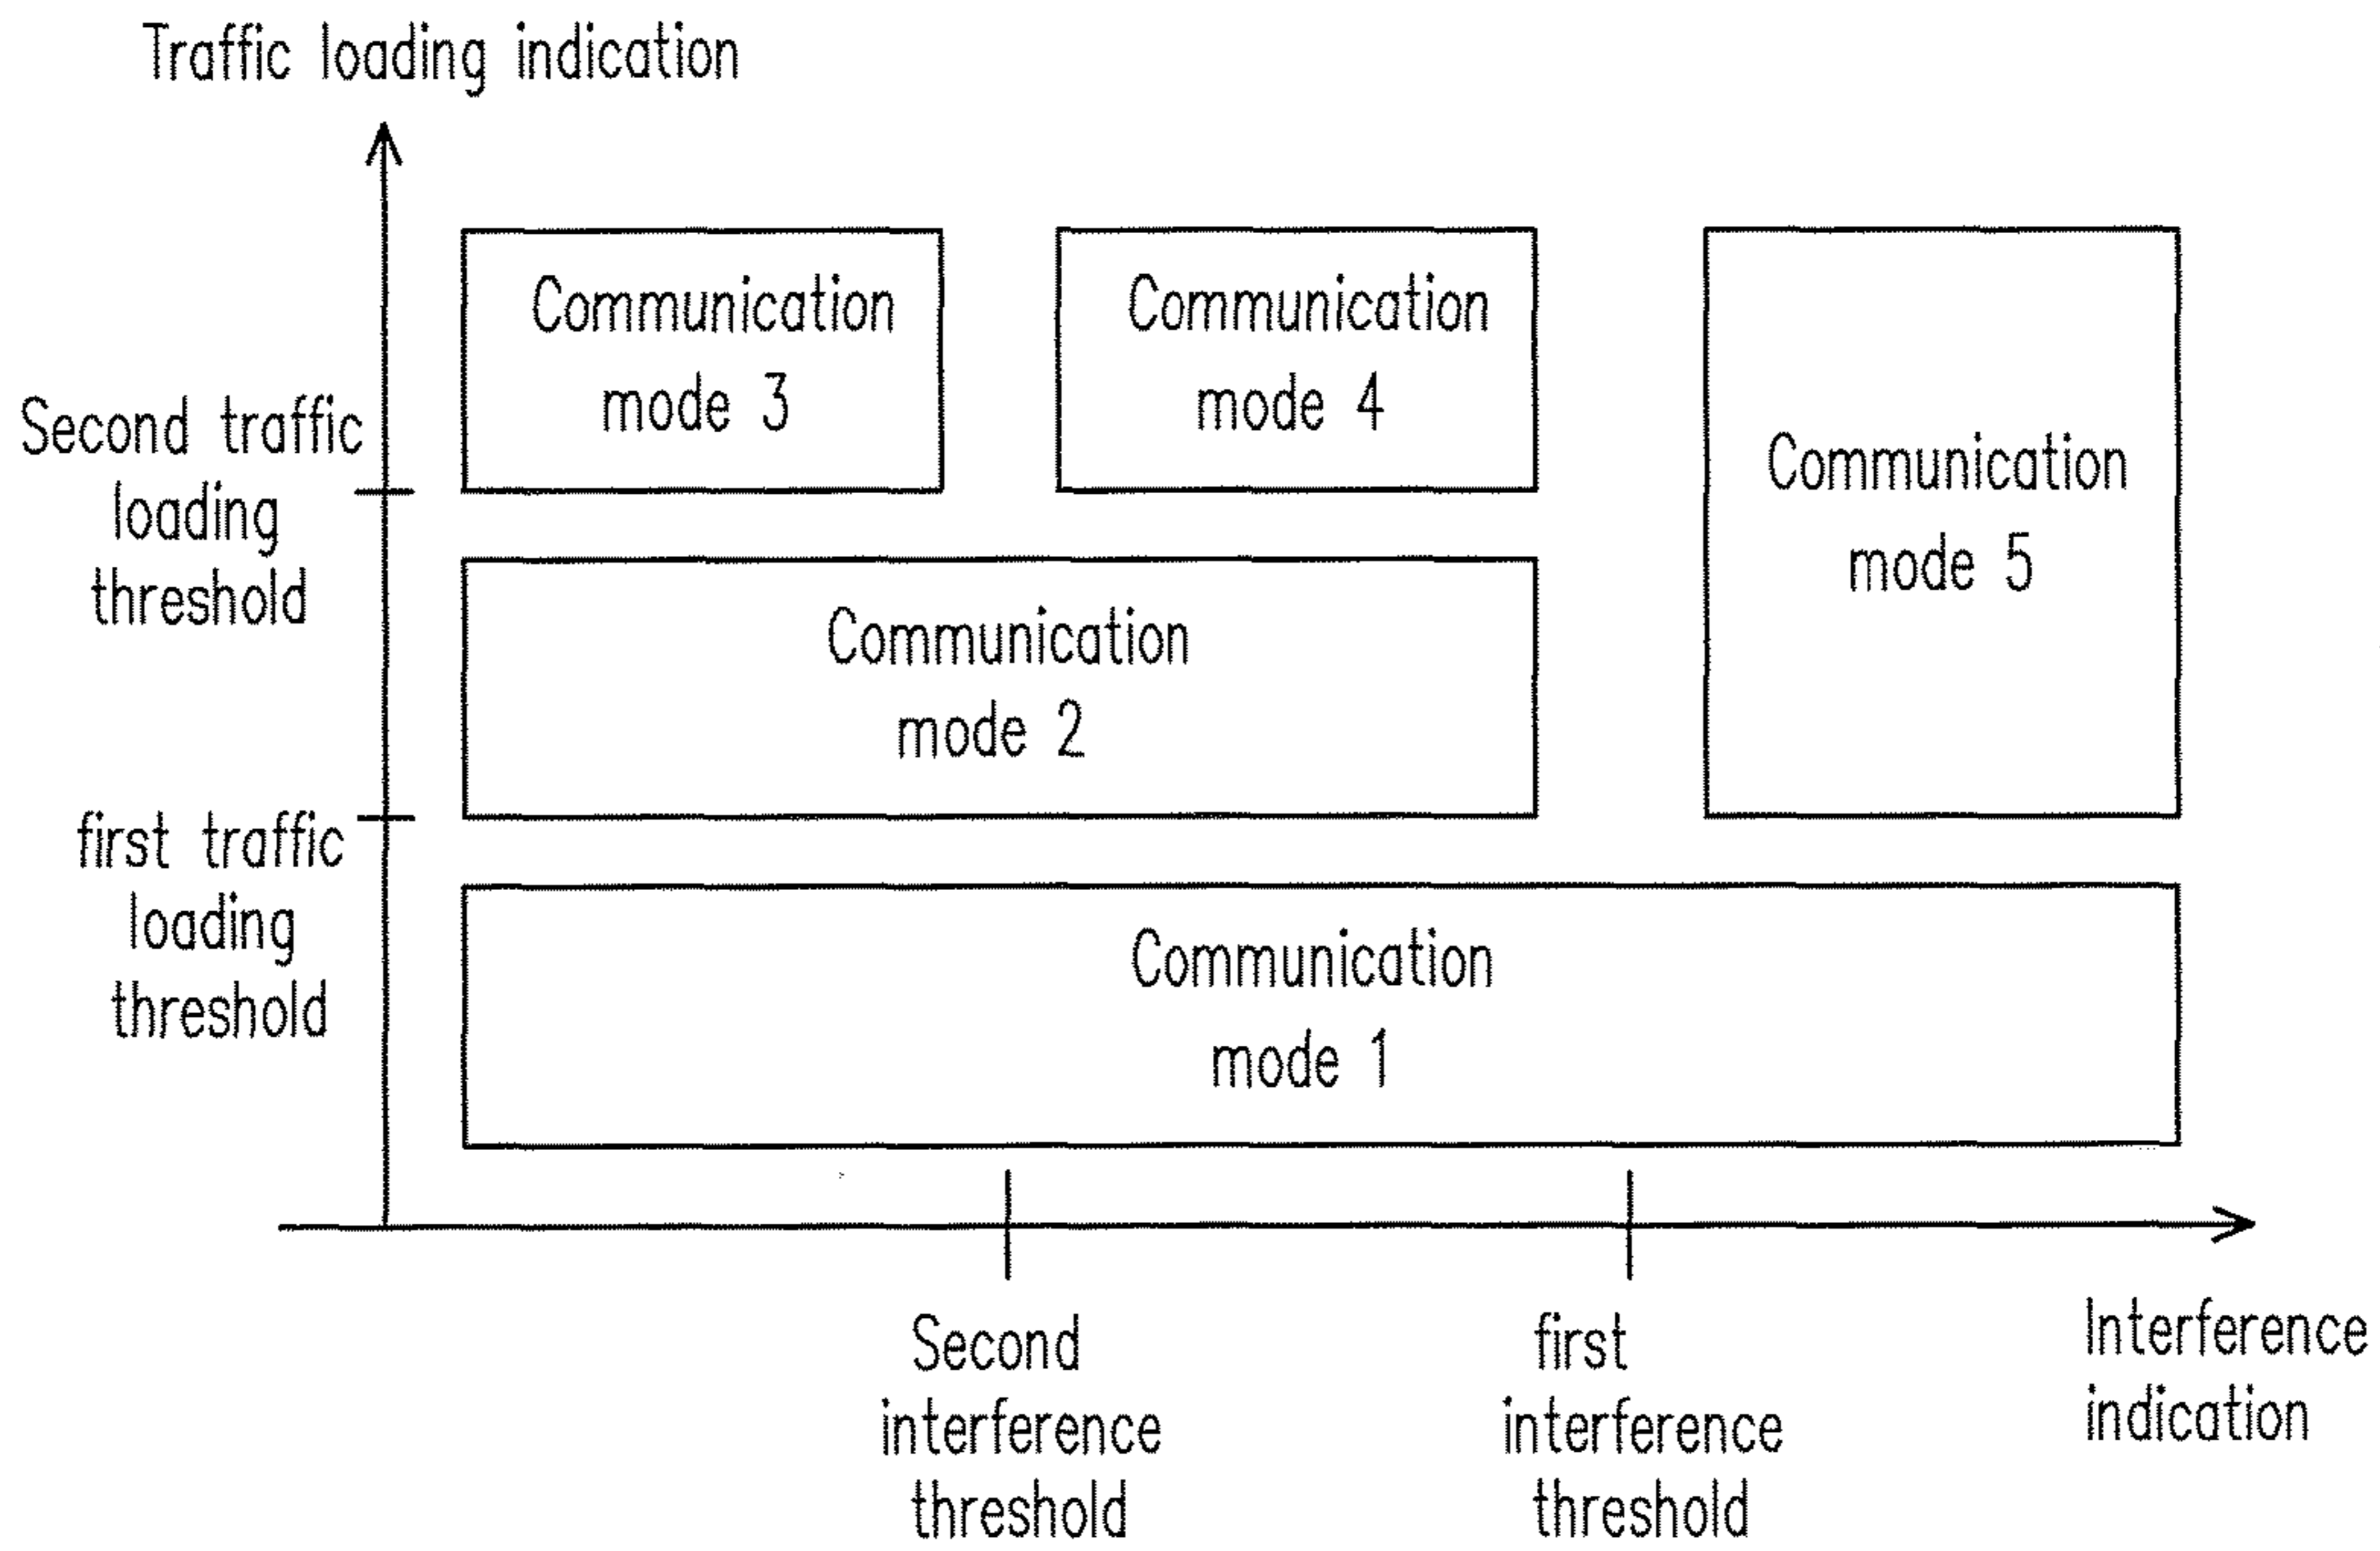 Traffic loading indication
Communication
mode 3
Communication
mode 4
Communication
mode 5
Second traffic
loading
threshold
Communication
mode 2
first traffic
loading
threshold
Communication
mode 1
Second
interference
threshold
first
interference
threshold
Interference
indication